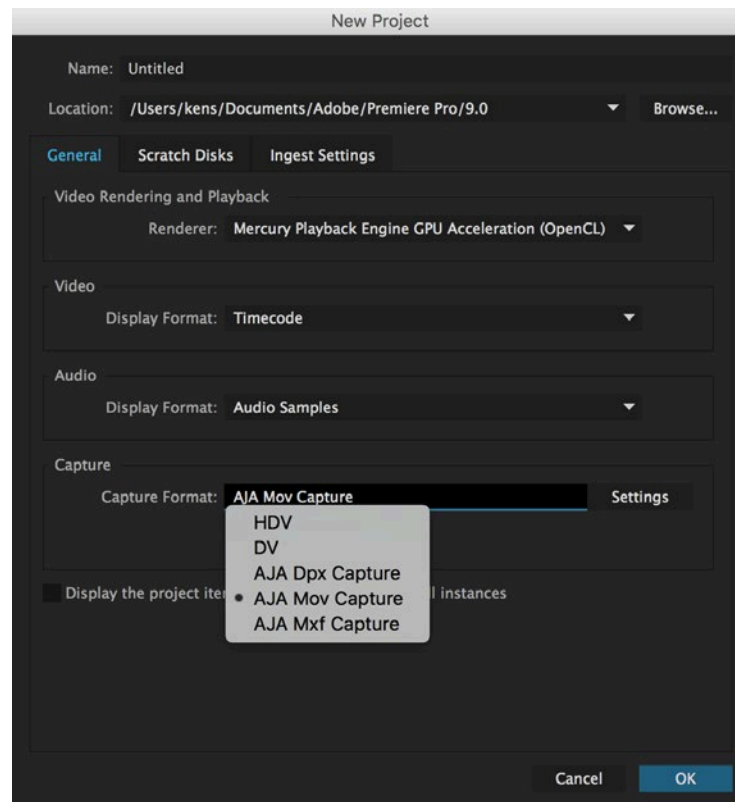 New Project
Name: Untitled
Location: /Users/kens/Documents/Adobe/Premiere Pro/9.0 Browse...
General Scratch Disks Ingest Settings
Video Rendering and Playback
Renderer: Mercury Playback Engine GPU Acceleration (OpenCL)
Video
Display Format: Timecode
Audio
Display Format: Audio Samples
Capture
Capture Format: AJA Mov Capture Settings
HDV
DV
AJA Dpx Capture
Display the project instances
AJA Mov Capture
AJA Mxf Capture
Cancel OK